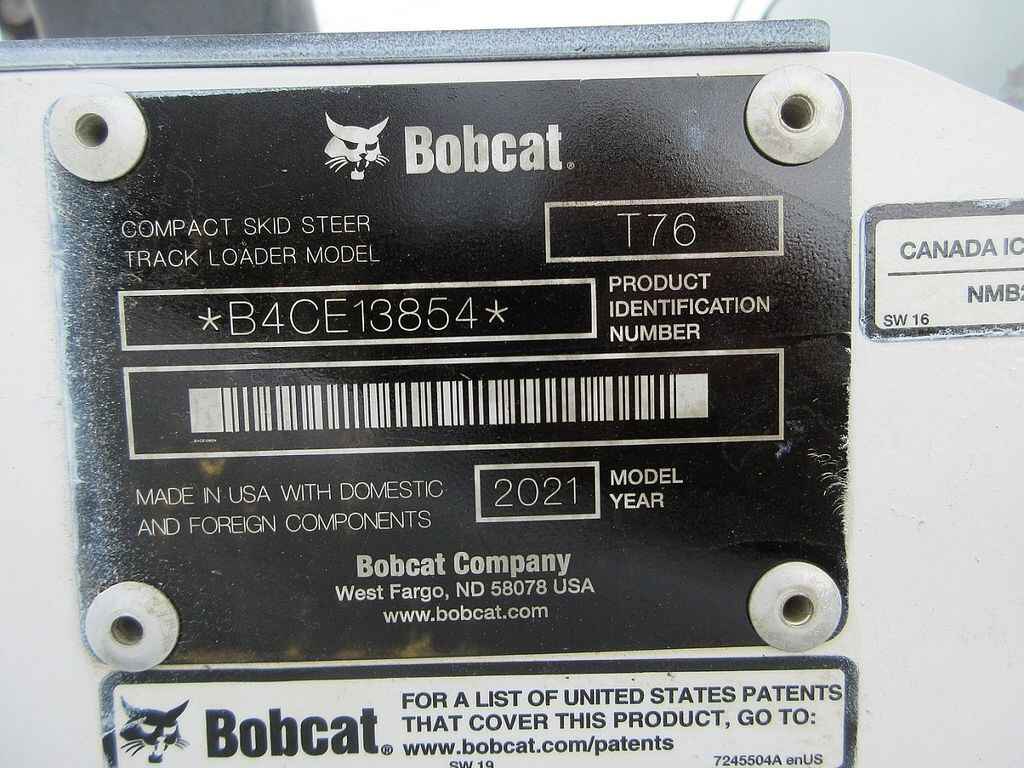 Bobcat®
COMPACT SKID STEER
TRACK LOADER MODEL
T76
*B4CE13854*
PRODUCT
IDENTIFICATION
NUMBER
MADE IN USA WITH DOMESTIC
AND FOREIGN COMPONENTS
2021
MODEL
YEAR
Bobcat Company
West Fargo, ND 58078 USA
www.bobcat.com
CANADA IC
SW 16
Bobcat®
FOR A LIST OF UNITED STATES PATENTS
THAT COVER THIS PRODUCT, GO TO:
www.bobcat.com/patents
SW 19
7245504A enUS